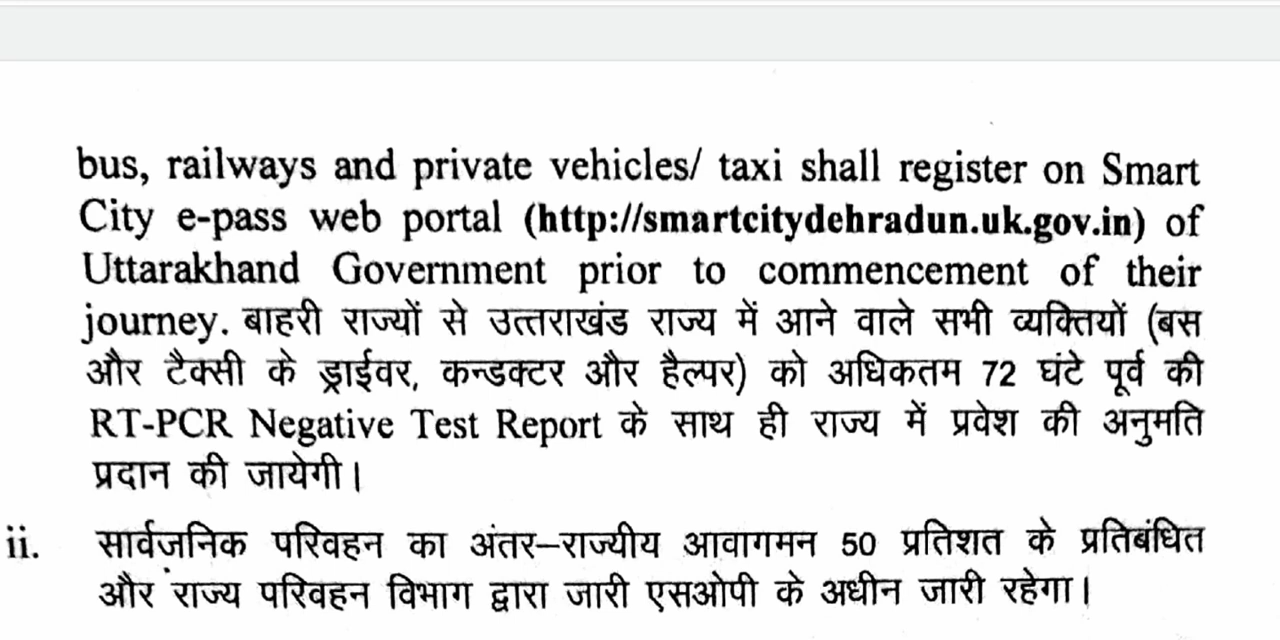 bus, railways and private vehicles/ taxi shall register on Smart
City e-pass web portal (http://smartcitydehradun.uk.gov.in) of
Uttarakhand Government prior to commencement of their
journey. बाहरी राज्यों से उत्तराखंड राज्य में आने वाले सभी व्यक्तियों (बस
और टैक्सी के ड्राईवर, कन्डक्टर और हैल्पर) को अधिकतम 72 घंटे पूर्व की
RT-PCR Negative Test Report के साथ ही राज्य में प्रवेश की अनुमति
प्रदान की जायेगी।
ii. सार्वजनिक परिवहन का अंतर–राज्यीय आवागमन 50 प्रतिशत के प्रतिबंधित
और राज्य परिवहन विभाग द्वारा जारी एसओपी के अधीन जारी रहेगा।